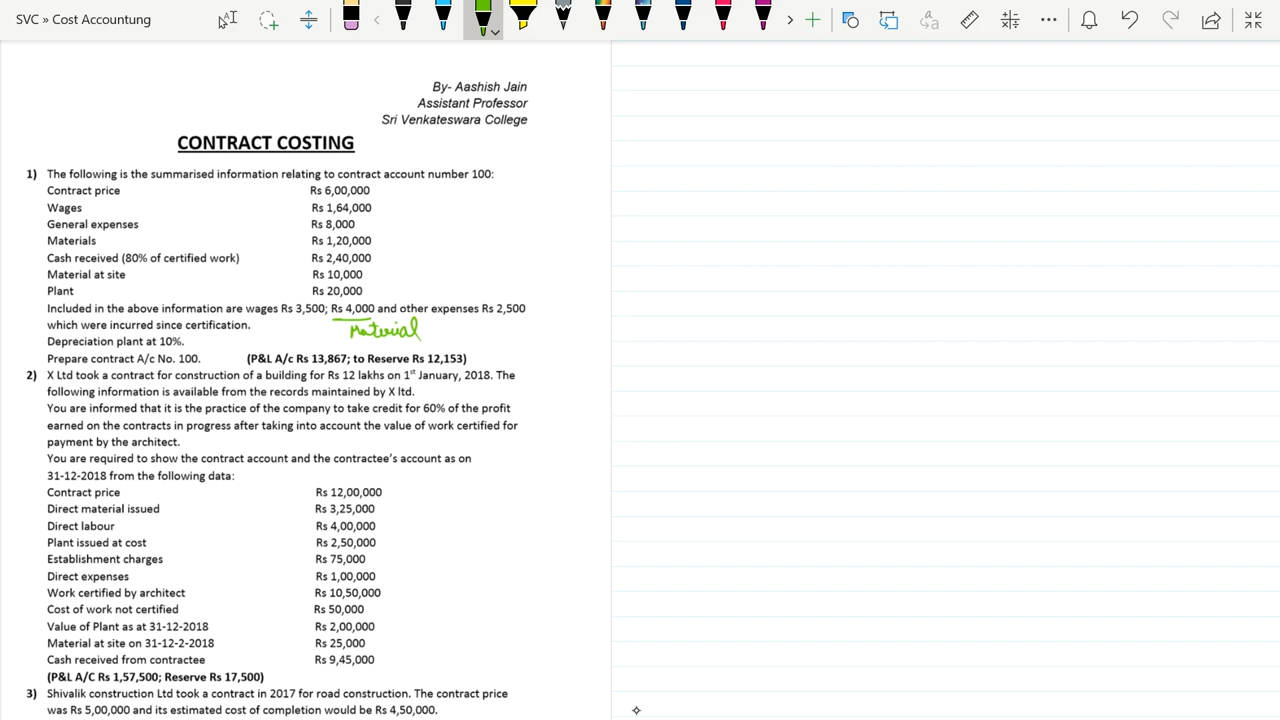 SVC » Cost Accountung
By- Aashish Jain
Assistant Professor
Sri Venkateswara College
CONTRACT COSTING
1) The following is the summarised information relating to contract account number 100:
Contract price Rs 6,00,000
Wages Rs 1,64,000
General expenses Rs 8,000
Materials Rs 1,20,000
Cash received (80% of certified work) Rs 2,40,000
Material at site Rs 10,000
Plant Rs 20,000
Included in the above information are wages Rs 3,500; Rs 4,000 and other expenses Rs 2,500
which were incurred since certification.
Material
Depreciation plant at 10%.
Prepare contract A/c No. 100. (P&L A/c Rs 13,867; to Reserve Rs 12,153)
2) X Ltd took a contract for construction of a building for Rs 12 lakhs on 1st January, 2018. The
following information is available from the records maintained by X ltd.
You are informed that it is the practice of the company to take credit for 60% of the profit
earned on the contracts in progress after taking into account the value of work certified for
payment by the architect.
You are required to show the contract account and the contractee's account as on
31-12-2018 from the following data:
Contract price Rs 12,00,000
Direct material issued Rs 3,25,000
Direct labour Rs 4,00,000
Plant issued at cost Rs 2,50,000
Establishment charges Rs 75,000
Direct expenses Rs 1,00,000
Work certified by architect Rs 10,50,000
Cost of work not certified Rs 50,000
Value of Plant as at 31-12-2018 Rs 2,00,000
Material at site on 31-12-2-2018 Rs 25,000
Cash received from contractee Rs 9,45,000
(P&L A/C Rs 1,57,500; Reserve Rs 17,500)
3) Shivalik construction Ltd took a contract in 2017 for road construction. The contract price
was Rs 5,00,000 and its estimated cost of completion would be Rs 4,50,000.